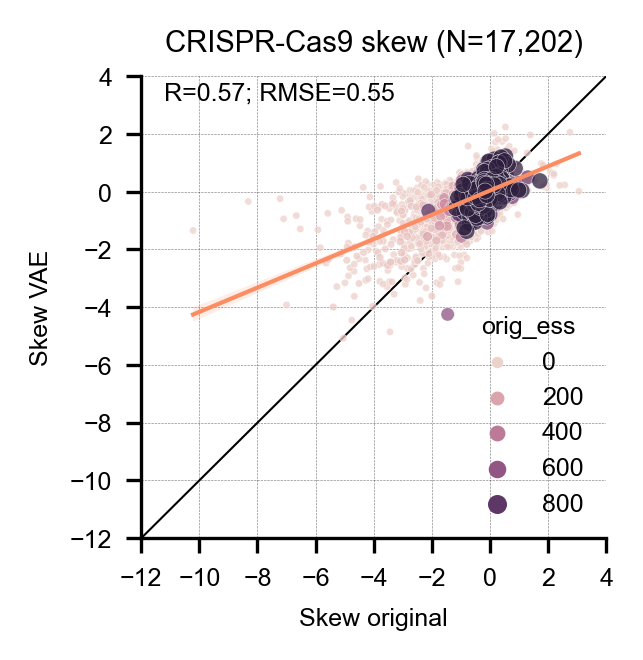 CRISPR-Cas9 skew (N=17,202)
R=0.57; RMSE=0.55
4
2
0
−2
−4
−6
−8
−10
−12
Skew VAE
orig_ess
0
200
400
600
800
−12 −10 −8 −6 −4 −2 0 2 4
Skew original